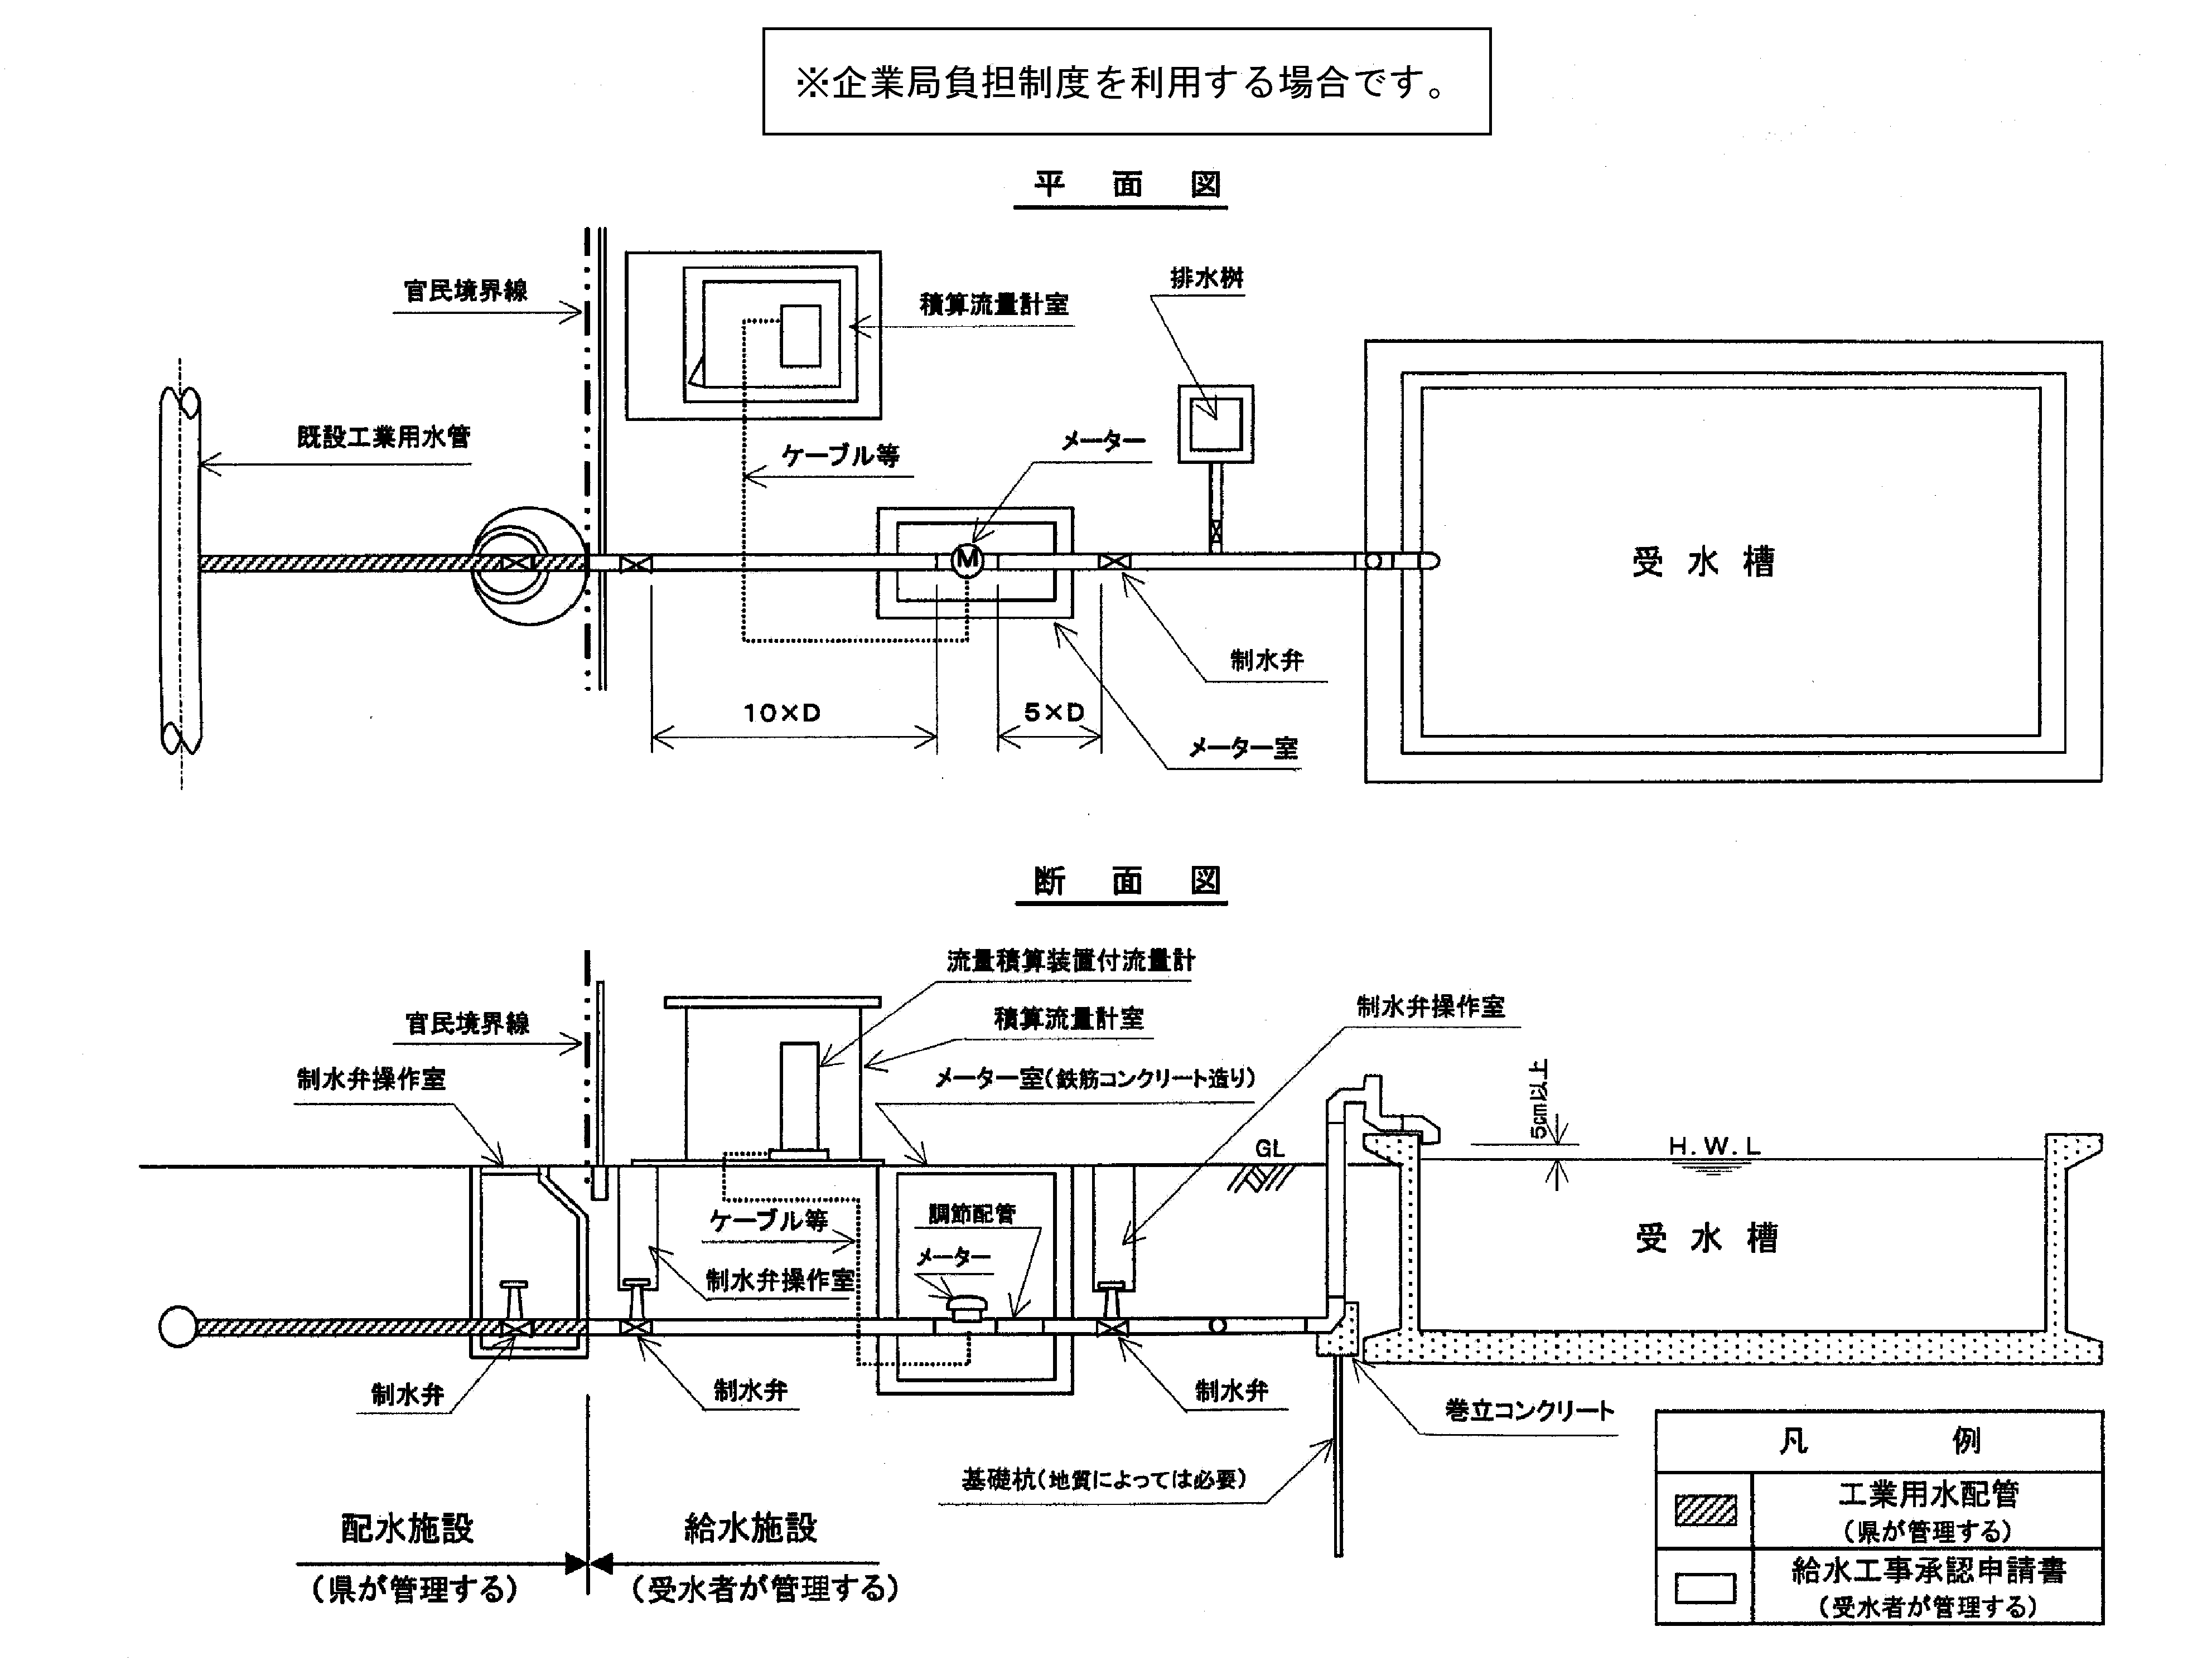 ※企業局負担制度を利用する場合です。
平面図
官民境界線
積算流量計室
排水桝
既設工業用水管
ケーブル等
メーター
M
受水槽
制水弁
10×D
5×D
メーター室
断面図
流量積算装置付流量計
官民境界線
積算流量計室
制水弁操作室
制水弁操作室
メーター室(鉄筋コンクリート造り)
5cm以上
GL
H.W.L
ケーブル等
調節配管
メーター
制水弁操作室
受水槽
制水弁
制水弁
制水弁
巻立コンクリート
基礎杭(地質によっては必要)
配水施設
(県が管理する)
給水施設
(受水者が管理する)
凡例
工業用水配管
(県が管理する)
給水工事承認申請書
(受水者が管理する)